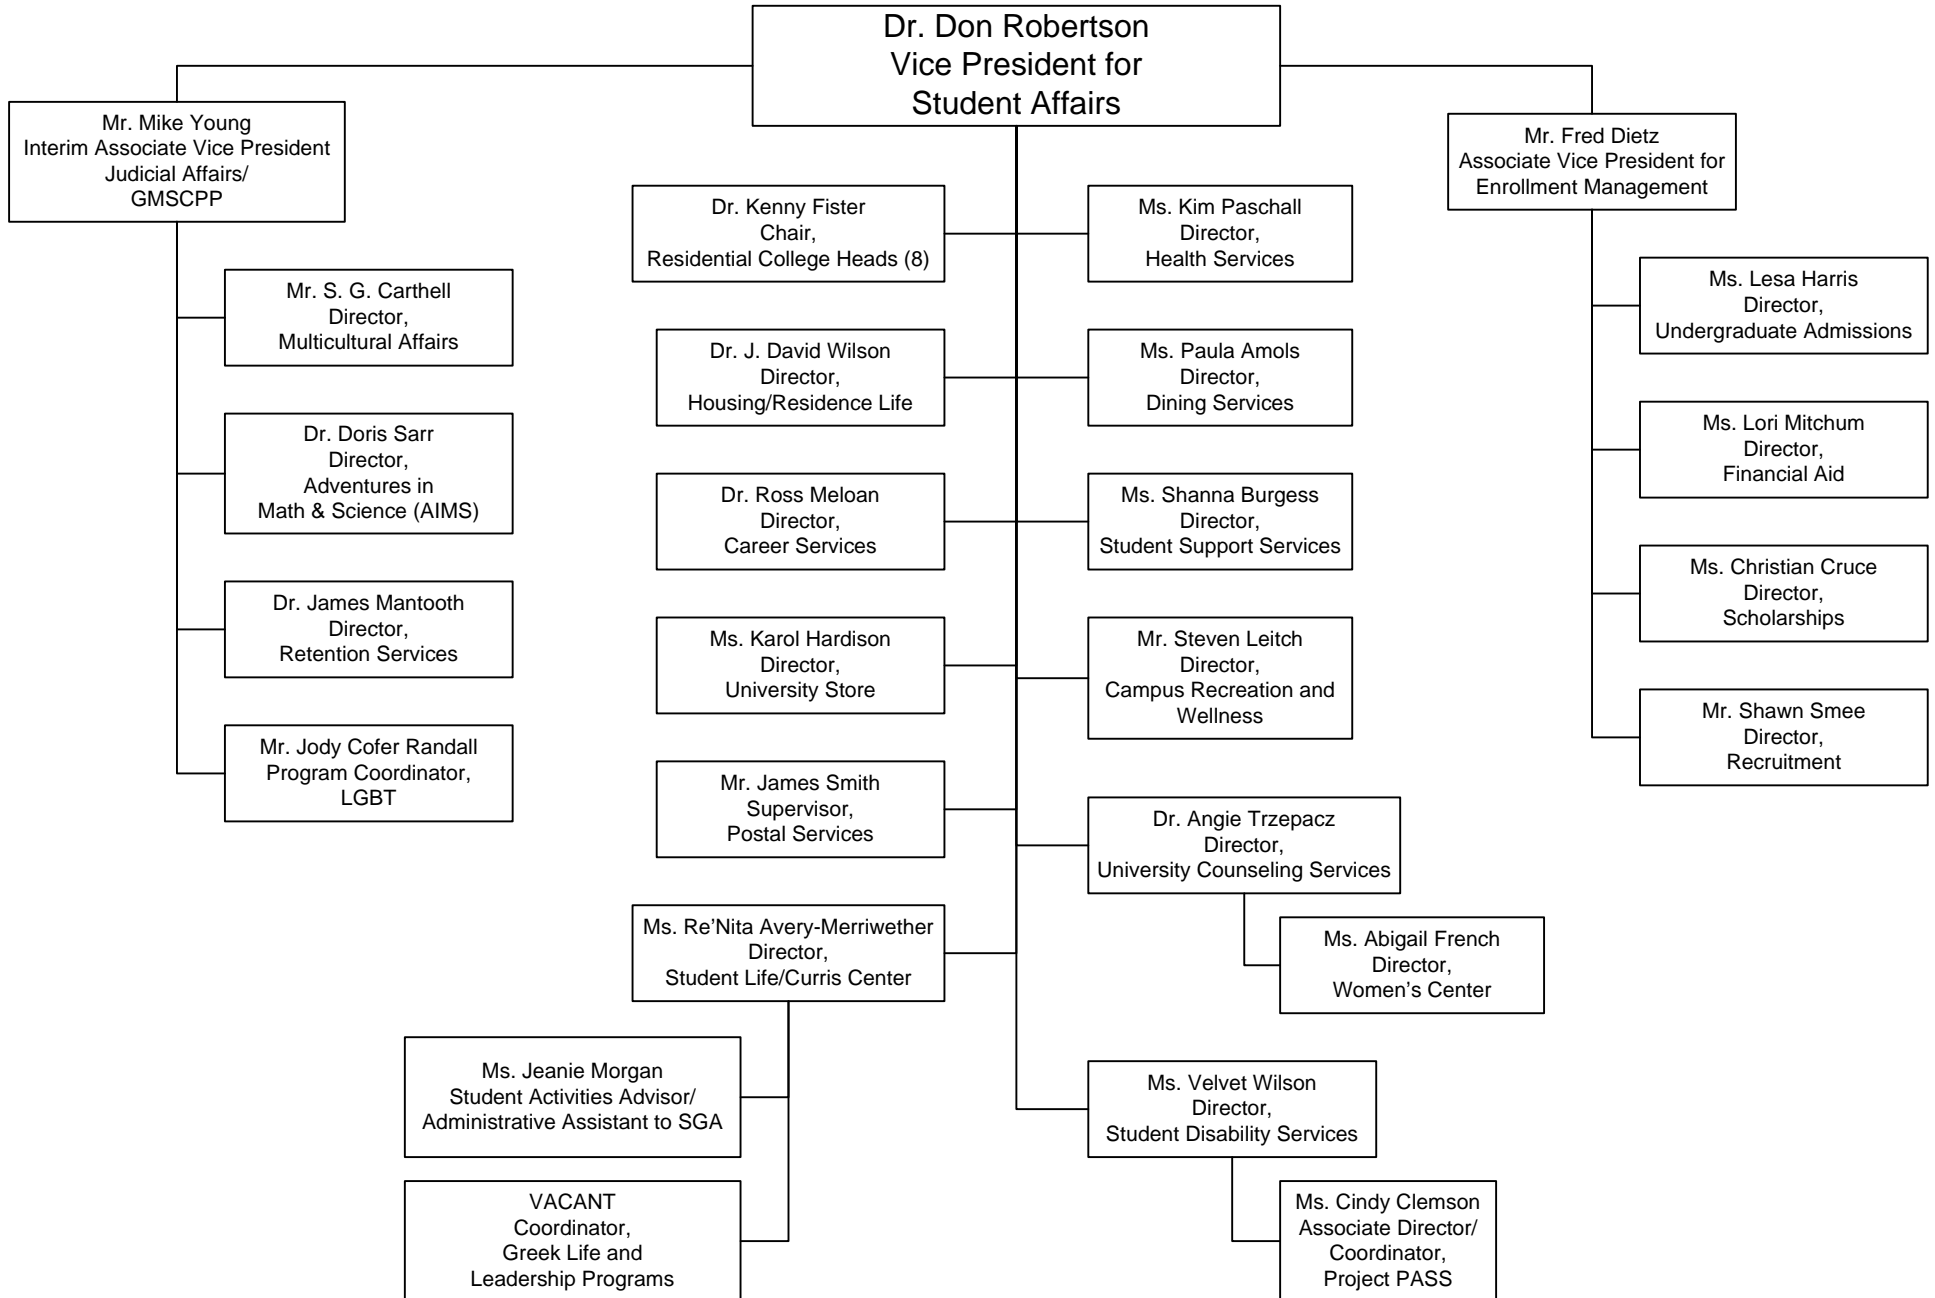 Dr. Don Robertson
Vice President for
Student Affairs
Mr. Mike Young
Interim Associate Vice President
Judicial Affairs/
GMSCPP
Mr. S. G. Carthell
Director,
Multicultural Affairs
Dr. Doris Sarr
Director,
Adventures in
Math & Science (AIMS)
Dr. James Mantooth
Director,
Retention Services
Mr. Jody Cofer Randall
Program Coordinator,
LGBT
Dr. Kenny Fister
Chair,
Residential College Heads (8)
Dr. J. David Wilson
Director,
Housing/Residence Life
Dr. Ross Meloan
Director,
Career Services
Ms. Karol Hardison
Director,
University Store
Mr. James Smith
Supervisor,
Postal Services
Ms. Re’Nita Avery-Merriwether
Director,
Student Life/Curris Center
Ms. Jeanie Morgan
Student Activities Advisor/
Administrative Assistant to SGA
VACANT
Coordinator,
Greek Life and
Leadership Programs
Ms. Kim Paschall
Director,
Health Services
Ms. Paula Amols
Director,
Dining Services
Ms. Shanna Burgess
Director,
Student Support Services
Mr. Steven Leitch
Director,
Campus Recreation and
Wellness
Dr. Angie Trzepacz
Director,
University Counseling Services
Ms. Abigail French
Director,
Women’s Center
Ms. Velvet Wilson
Director,
Student Disability Services
Ms. Cindy Clemson
Associate Director/
Coordinator,
Project PASS
Mr. Fred Dietz
Associate Vice President for
Enrollment Management
Ms. Lesa Harris
Director,
Undergraduate Admissions
Ms. Lori Mitchum
Director,
Financial Aid
Ms. Christian Cruce
Director,
Scholarships
Mr. Shawn Smee
Director,
Recruitment